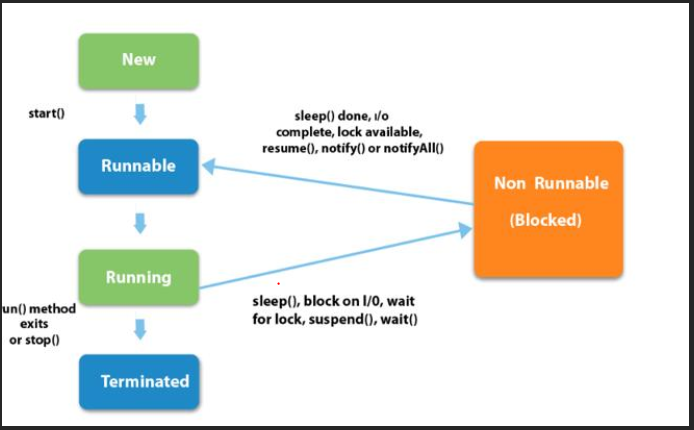 New
start()
sleep() done, i/o
complete, lock available,
resume(), notify() or notifyAll()
Runnable
Non Runnable
(Blocked)
Running
sleep(), block on I/0, wait
for lock, suspend(), wait()
un() method
exits
or stop()
Terminated